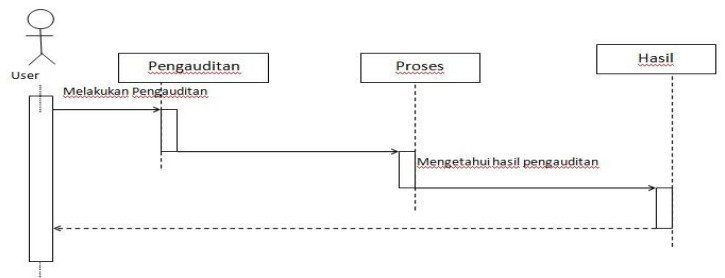 User
Pengauditan
Proses
Hasil
Melakukan Pengauditan
Mengetahui hasil pengauditan